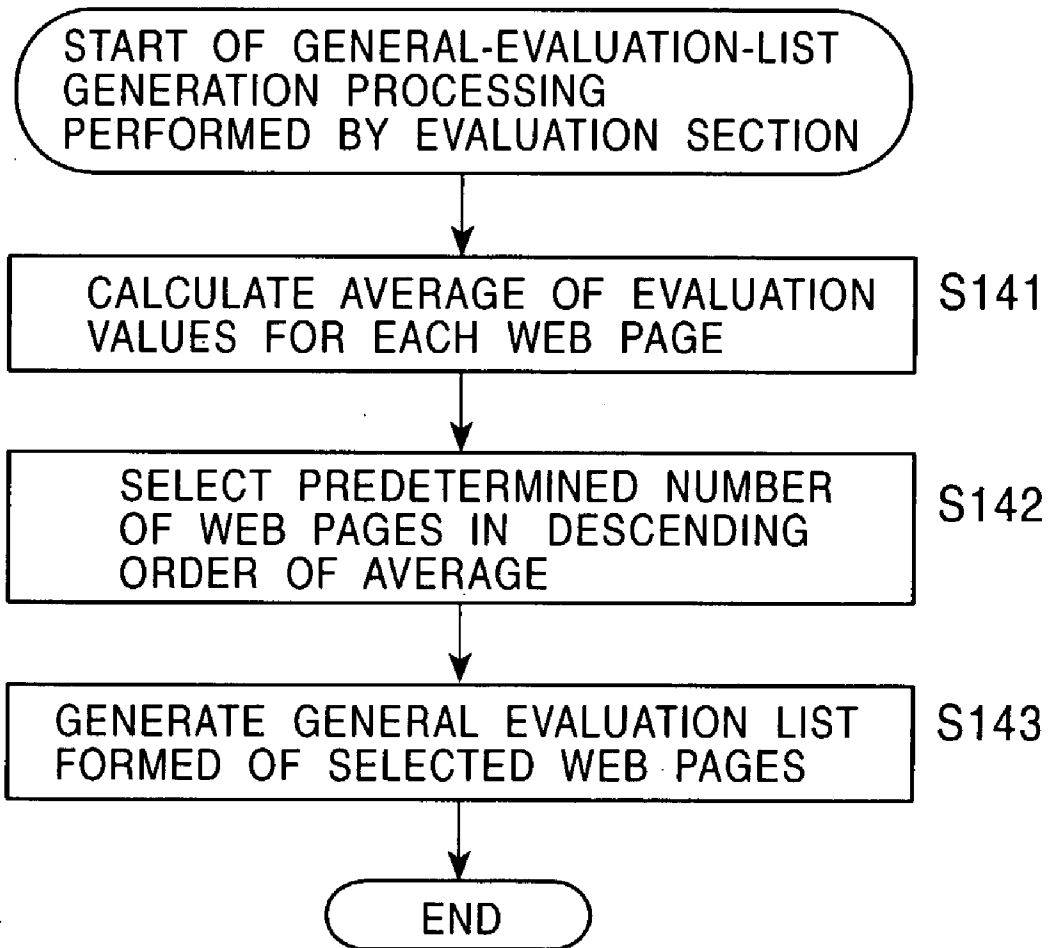 START OF GENERAL-EVALUATION-LIST
GENERATION PROCESSING
PERFORMED BY EVALUATION SECTION
CALCULATE AVERAGE OF EVALUATION
VALUES FOR EACH WEB PAGE
S141
SELECT PREDETERMINED NUMBER
OF WEB PAGES IN DESCENDING
ORDER OF AVERAGE
S142
GENERATE GENERAL EVALUATION LIST
FORMED OF SELECTED WEB PAGES
S143
END